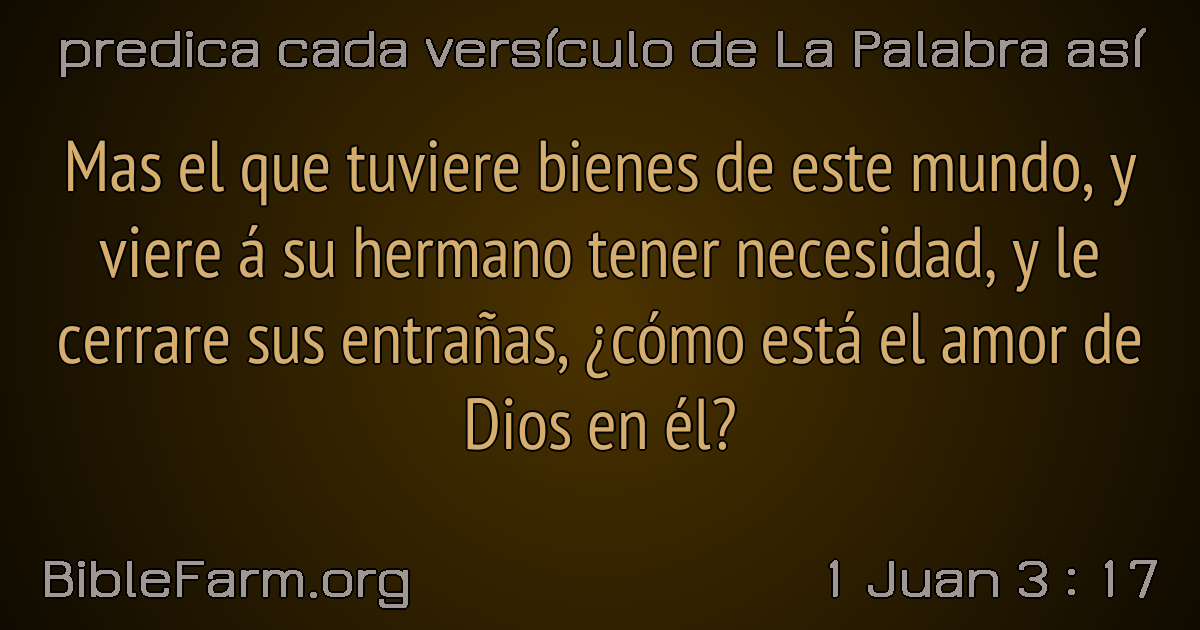 predica cada versículo de La Palabra así
Mas el que tuviere bienes de este mundo, y
viere á su hermano tener necesidad, y le
cerrare sus entrañas, ¿cómo está el amor de
Dios en él?
BibleFarm.org
1 Juan 3 : 17